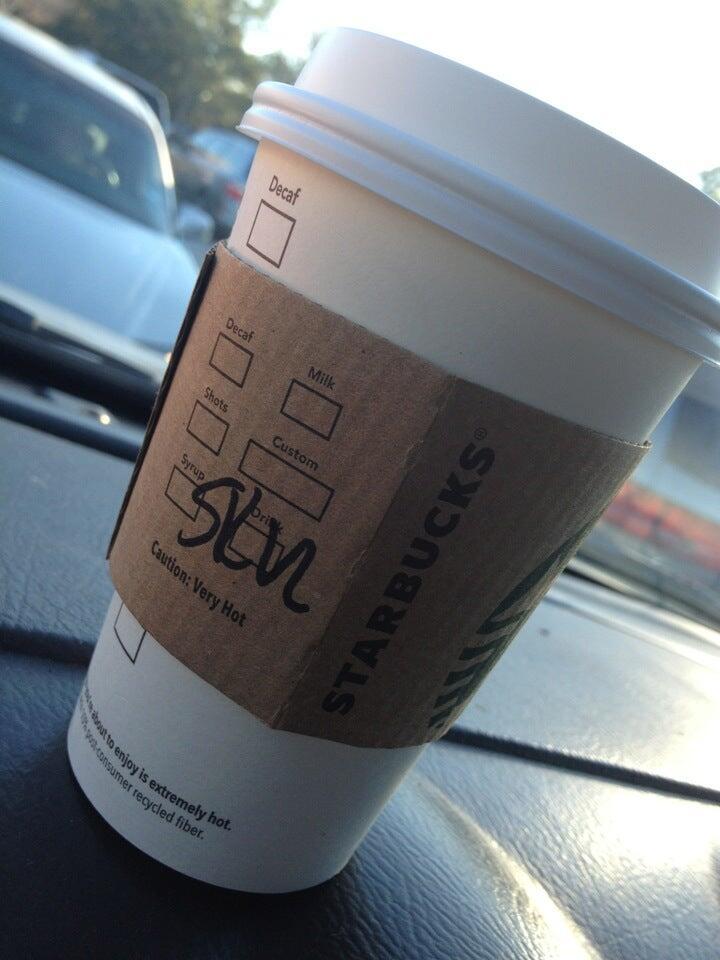 Decaf
Decaf
Milk
Shots
Custom
Syrup
Drink
Caution: Very Hot
STARBUCKS®
about to enjoy is extremely hot.
post-consumer recycled fiber.